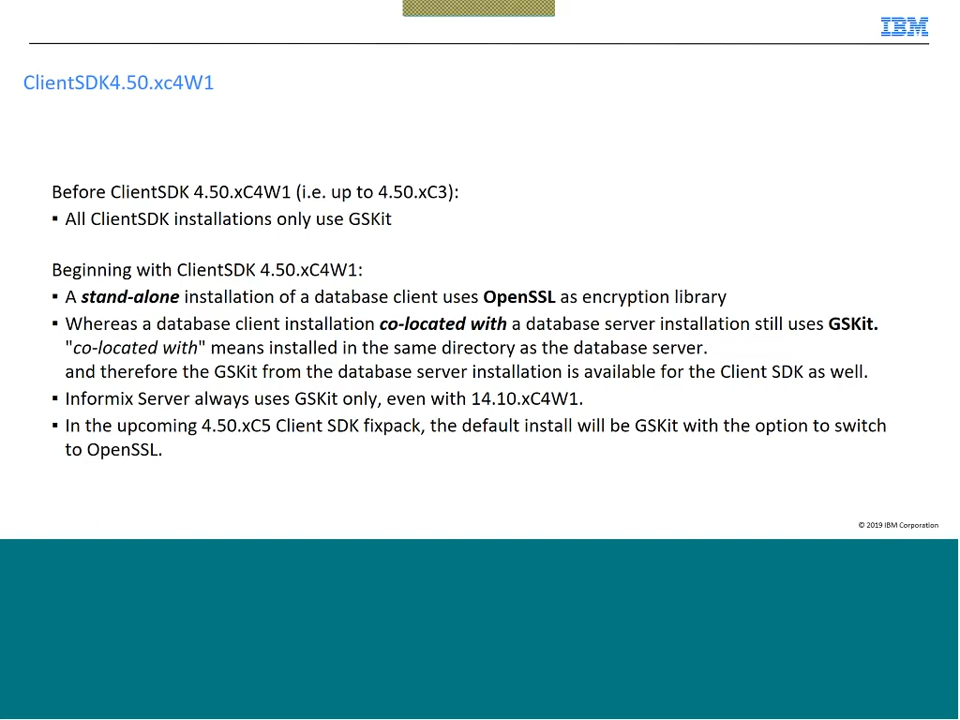 IBM
ClientSDK4.50.xc4W1
Before ClientSDK 4.50.xC4W1 (i.e. up to 4.50.xC3):
▪ All ClientSDK installations only use GSKit
Beginning with ClientSDK 4.50.xC4W1:
▪ A stand-alone installation of a database client uses OpenSSL as encryption library
▪ Whereas a database client installation co-located with a database server installation still uses GSKit.
"co-located with" means installed in the same directory as the database server.
and therefore the GSKit from the database server installation is available for the Client SDK as well.
▪ Informix Server always uses GSKit only, even with 14.10.xC4W1.
▪ In the upcoming 4.50.xC5 Client SDK fixpack, the default install will be GSKit with the option to switch
to OpenSSL.
© 2019 IBM Corporation